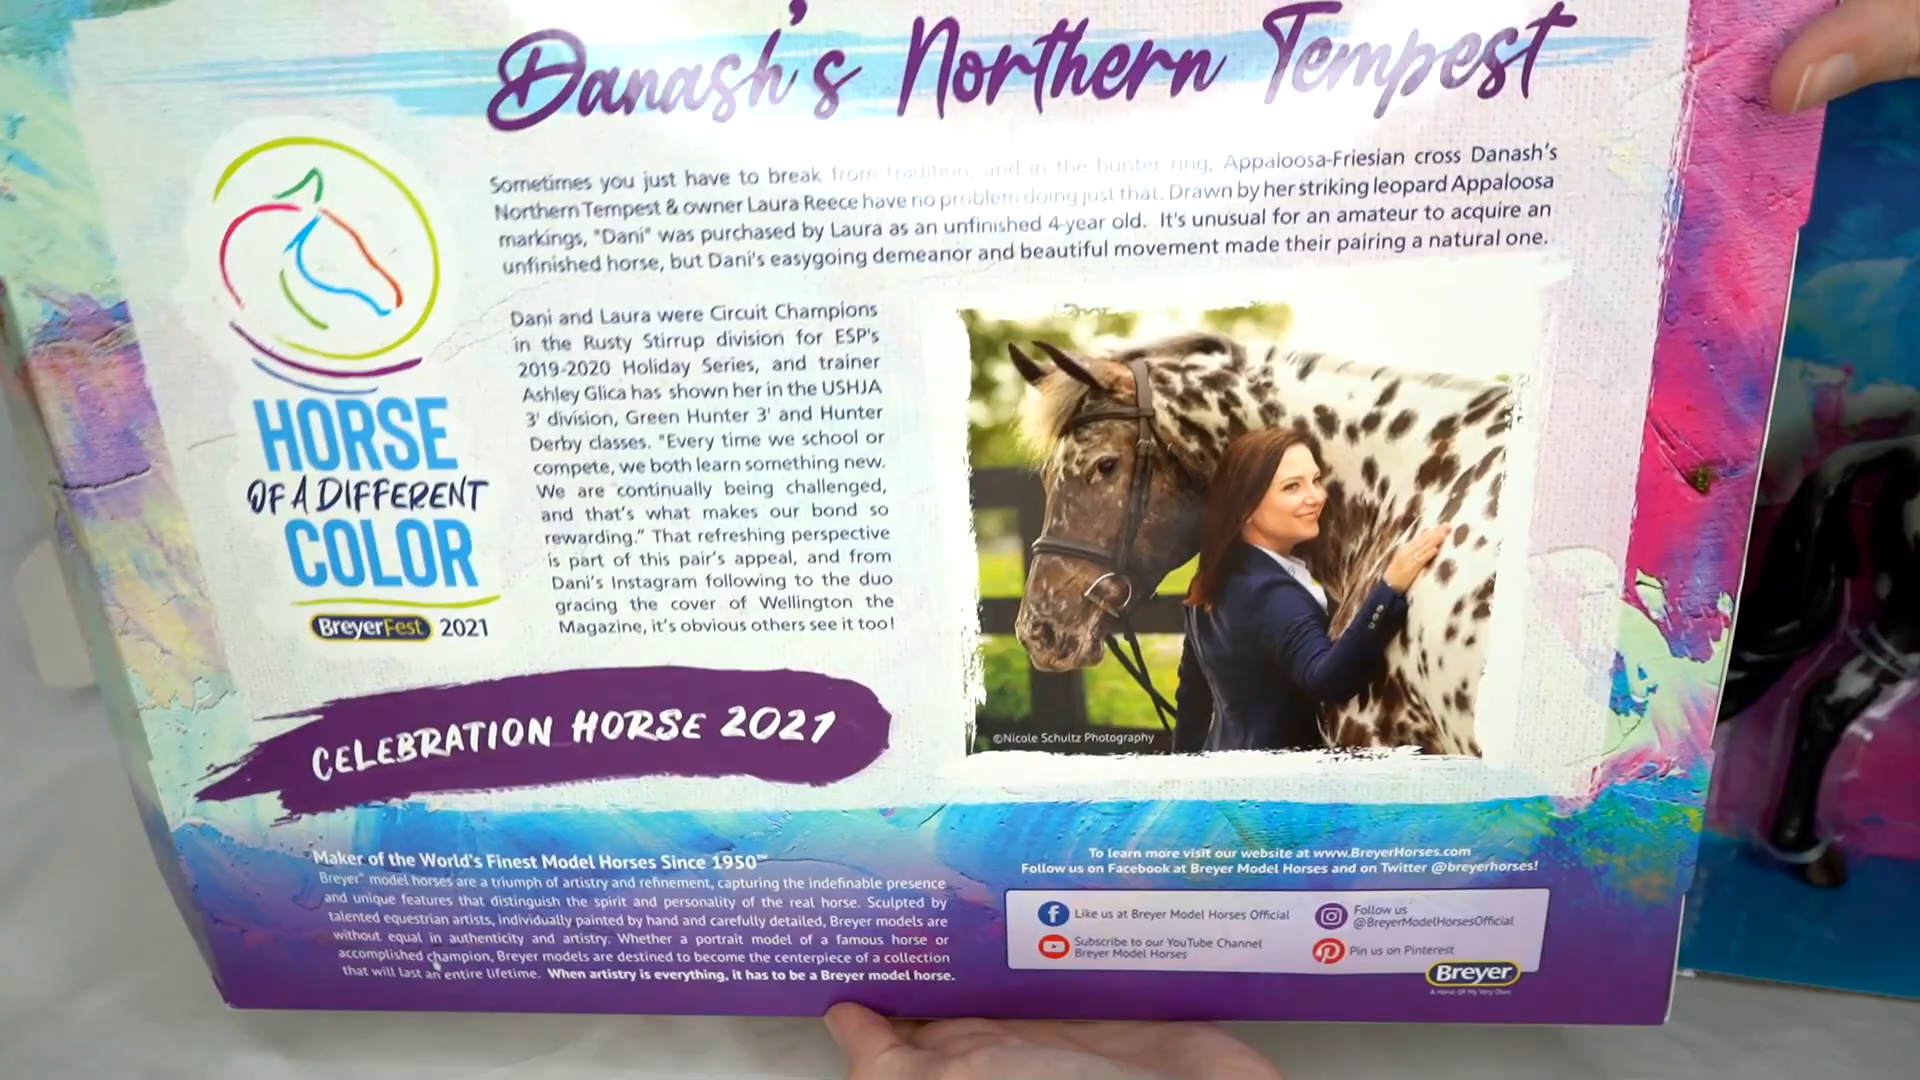 Danash's Northern Tempest
Sometimes you just have to break from tradition, and in the hunter ring, Appaloosa-Friesian cross Danash's
Northern Tempest & owner Laura Reece have no problem doing just that. Drawn by her striking leopard Appaloosa
markings, "Dani" was purchased by Laura as an unfinished 4-year old. It's unusual for an amateur to acquire an
unfinished horse, but Dani's easygoing demeanor and beautiful movement made their pairing a natural one.
Dani and Laura were Circuit Champions
in the Rusty Stirrup division for ESP's
2019-2020 Holiday Series, and trainer
Ashley Glica has shown her in the USHJA
3' division, Green Hunter 3' and Hunter
Derby classes. "Every time we school or
compete, we both learn something new.
We are continually being challenged,
and that's what makes our bond so
rewarding." That refreshing perspective
is part of this pair's appeal, and from
Dani's Instagram following to the duo
gracing the cover of Wellington the
Magazine, it's obvious others see it too!
HORSE
OF A DIFFERENT
COLOR
BreyerFest 2021
CELEBRATION HORSE 2021
©Nicole Schultz Photography
Maker of the World's Finest Model Horses Since 1950™
Breyer® model horses are a triumph of artistry and refinement, capturing the indefinable presence
and unique features that distinguish the spirit and personality of the real horse. Sculpted by
talented equestrian artists, individually painted by hand and carefully detailed, Breyer models are
without equal in authenticity and artistry. Whether a portrait model of a famous horse or
accomplished champion, Breyer models are destined to become the centerpiece of a collection
that will last an entire lifetime. When artistry is everything, it has to be a Breyer model horse.
To learn more visit our website at www.BreyerHorses.com
Follow us on Facebook at Breyer Model Horses and on Twitter @breyerhorses!
Like us at Breyer Model Horses Official
Follow us
@BreyerModelHorsesOfficial
Subscribe to our YouTube Channel
Breyer Model Horses
Pin us on Pinterest
Breyer
A Horse Of My Very Own